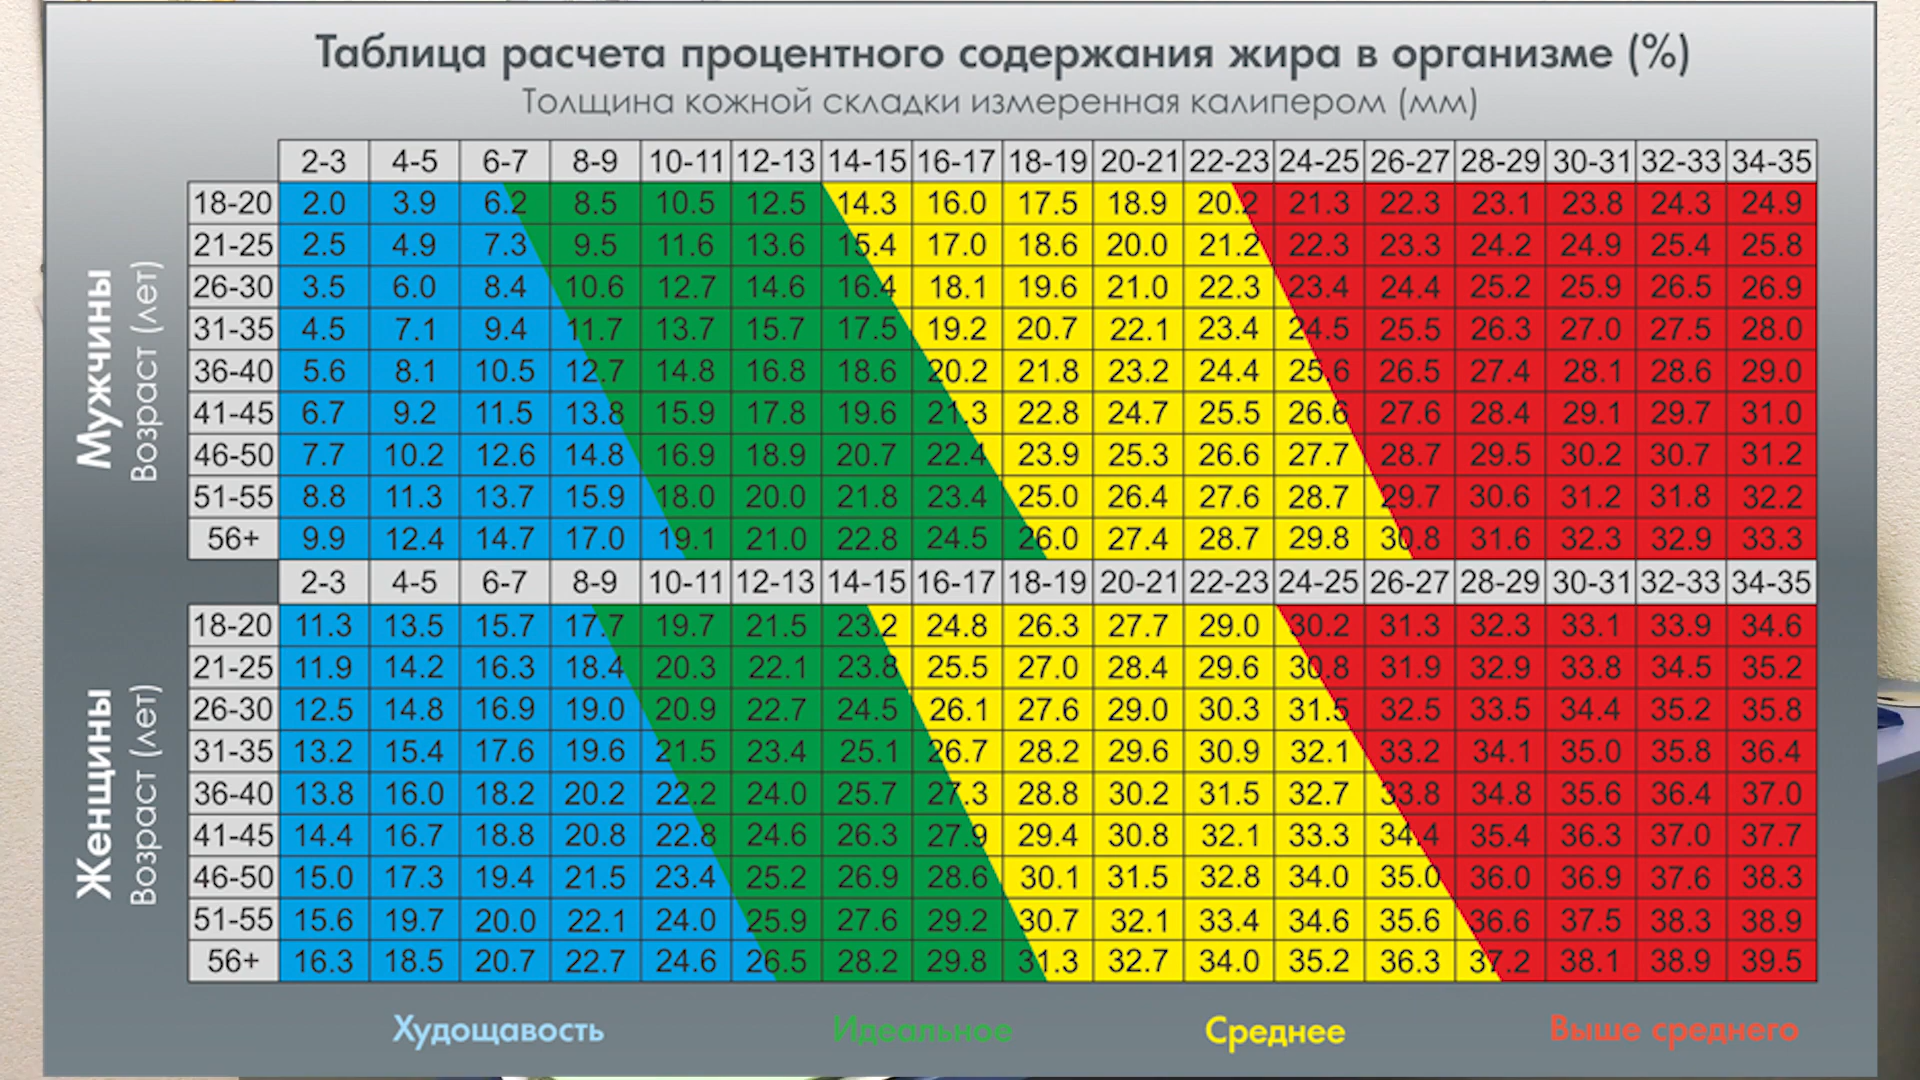 Таблица расчета процентного содержания жира в организме (%)
Толщина кожной складки измеренная калипером (мм)
2-3 4-5 6-7 8-9 10-11 12-13 14-15 16-17 18-19 20-21 22-23 24-25 26-27 28-29 30-31 32-33 34-35
Мужчины
Возраст (лет)
18-20 2.0 3.9 6.2 8.5 10.5 12.5 14.3 16.0 17.5 18.9 20.2 21.3 22.3 23.1 23.8 24.3 24.9
21-25 2.5 4.9 7.3 9.5 11.6 13.6 15.4 17.0 18.6 20.0 21.2 22.3 23.3 24.2 24.9 25.4 25.8
26-30 3.5 6.0 8.4 10.6 12.7 14.6 16.4 18.1 19.6 21.0 22.3 23.4 24.4 25.2 25.9 26.5 26.9
31-35 4.5 7.1 9.4 11.7 13.7 15.7 17.5 19.2 20.7 22.1 23.4 24.5 25.5 26.3 27.0 27.5 28.0
36-40 5.6 8.1 10.5 12.7 14.8 16.8 18.6 20.2 21.8 23.2 24.4 25.6 26.5 27.4 28.1 28.6 29.0
41-45 6.7 9.2 11.5 13.8 15.9 17.8 19.6 21.3 22.8 24.7 25.5 26.6 27.6 28.4 29.1 29.7 31.0
46-50 7.7 10.2 12.6 14.8 16.9 18.9 20.7 22.4 23.9 25.3 26.6 27.7 28.7 29.5 30.2 30.7 31.2
51-55 8.8 11.3 13.7 15.9 18.0 20.0 21.8 23.4 25.0 26.4 27.6 28.7 29.7 30.6 31.2 31.8 32.2
56+ 9.9 12.4 14.7 17.0 19.1 21.0 22.8 24.5 26.0 27.4 28.7 29.8 30.8 31.6 32.3 32.9 33.3
2-3 4-5 6-7 8-9 10-11 12-13 14-15 16-17 18-19 20-21 22-23 24-25 26-27 28-29 30-31 32-33 34-35
Женщины
Возраст (лет)
18-20 11.3 13.5 15.7 17.7 19.7 21.5 23.2 24.8 26.3 27.7 29.0 30.2 31.3 32.3 33.1 33.9 34.6
21-25 11.9 14.2 16.3 18.4 20.3 22.1 23.8 25.5 27.0 28.4 29.6 30.8 31.9 32.9 33.8 34.5 35.2
26-30 12.5 14.8 16.9 19.0 20.9 22.7 24.5 26.1 27.6 29.0 30.3 31.5 32.5 33.5 34.4 35.2 35.8
31-35 13.2 15.4 17.6 19.6 21.5 23.4 25.1 26.7 28.2 29.6 30.9 32.1 33.2 34.1 35.0 35.8 36.4
36-40 13.8 16.0 18.2 20.2 22.2 24.0 25.7 27.3 28.8 30.2 31.5 32.7 33.8 34.8 35.6 36.4 37.0
41-45 14.4 16.7 18.8 20.8 22.8 24.6 26.3 27.9 29.4 30.8 32.1 33.3 34.4 35.4 36.3 37.0 37.7
46-50 15.0 17.3 19.4 21.5 23.4 25.2 26.9 28.6 30.1 31.5 32.8 34.0 35.0 36.0 36.9 37.6 38.3
51-55 15.6 19.7 20.0 22.1 24.0 25.9 27.6 29.2 30.7 32.1 33.4 34.6 35.6 36.6 37.5 38.3 38.9
56+ 16.3 18.5 20.7 22.7 24.6 26.5 28.2 29.8 31.3 32.7 34.0 35.2 36.3 37.2 38.1 38.9 39.5
Худощавость Идеальное Среднее Выше среднего